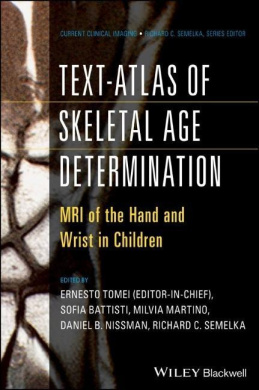 CURRENT CLINICAL IMAGING • RICHARD C. SEMELKA, SERIES EDITOR
TEXT-ATLAS OF
SKELETAL AGE
DETERMINATION
MRI of the Hand and
Wrist in Children
EDITED BY
ERNESTO TOMEI (EDITOR-IN-CHIEF),
SOFIA BATTISTI, MILVIA MARTINO,
DANIEL B. NISSMAN, RICHARD C. SEMELKA
WILEY Blackwell